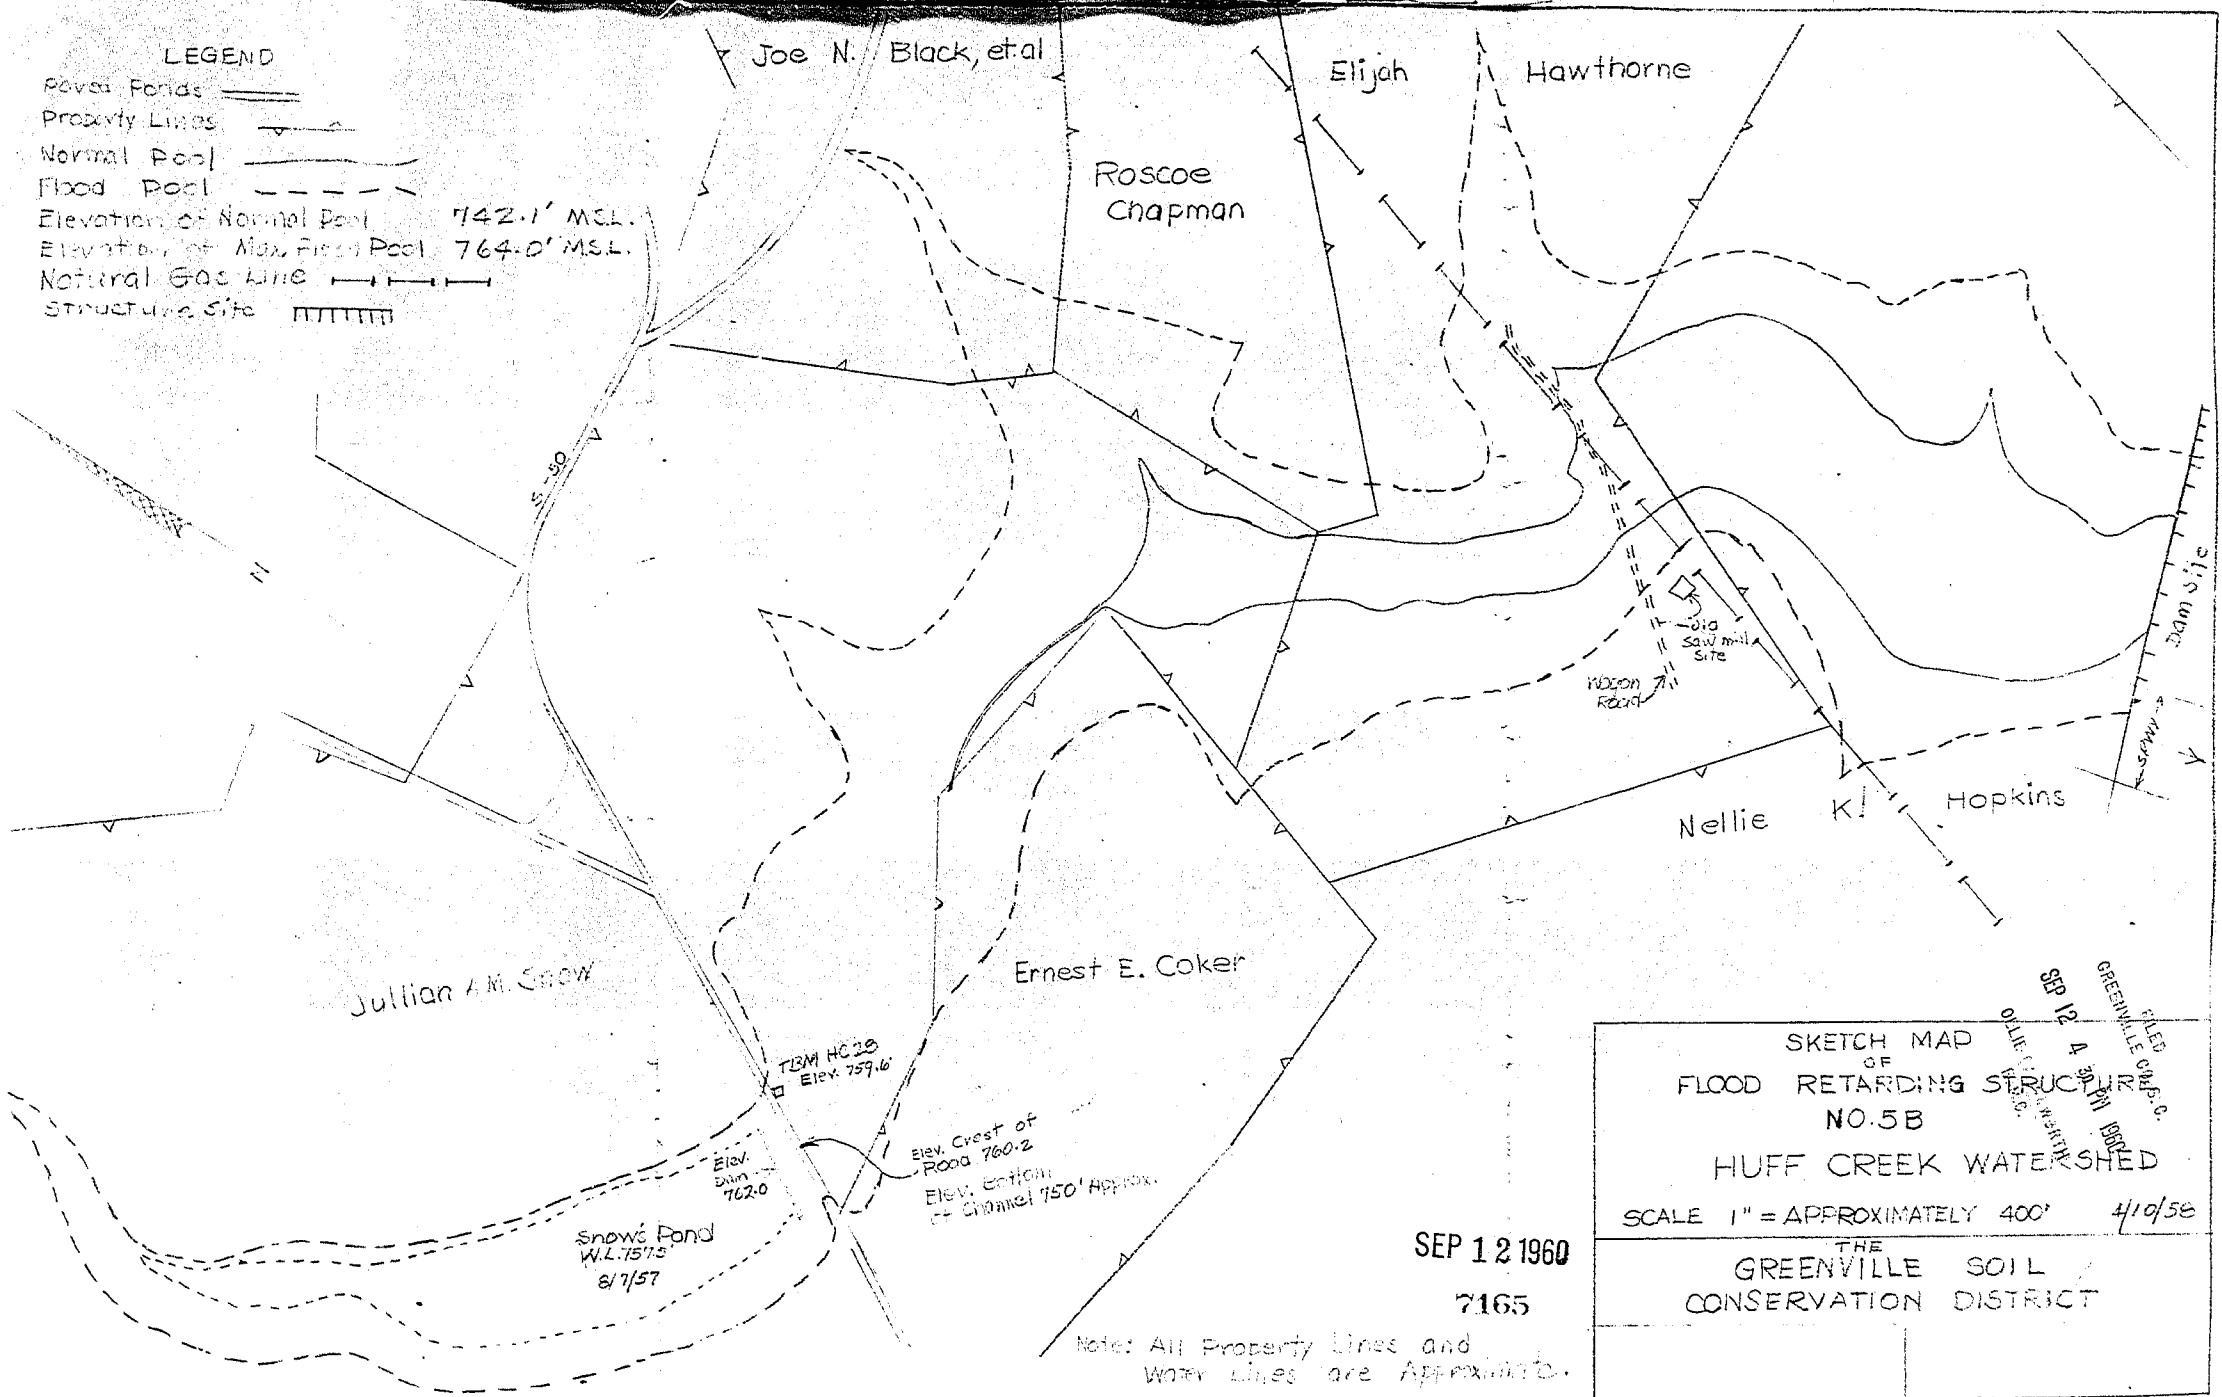 LEGEND
Paved Roads
Property Lines
Normal Pool
Flood Pool
Elevation of Normal Pool 742.1' MSL.
Elevation of Max. Flood Pool 764.0' MSL.
Natural Gas Line
Structure Site
Joe N. Black, et al
Elijah Hawthorne
Roscoe
Chapman
S-50
N
Old
Saw mill
Site
Wagon
Road
Dam Site
Nellie K. Hopkins
Jullian A.M. Snow
Ernest E. Coker
TBM HC 28
Elev. 759.6'
Elev. Crest of
Road 760.2
Elev. Bottom
of Channel 750' Approx.
Elev.
Dam
762.0
Snow's Pond
W.L. 757.5'
8/7/57
SEP 12 1960
7165
Note: All Property Lines and
Water Lines are Approximate.
FILED
GREENVILLE CO. S.C.
SEP 12 4 PM 1960
SKETCH MAP
OF
FLOOD RETARDING STRUCTURE
NO. 5B
HUFF CREEK WATERSHED
SCALE 1" = APPROXIMATELY 400' 4/10/58
THE
GREENVILLE SOIL
CONSERVATION DISTRICT